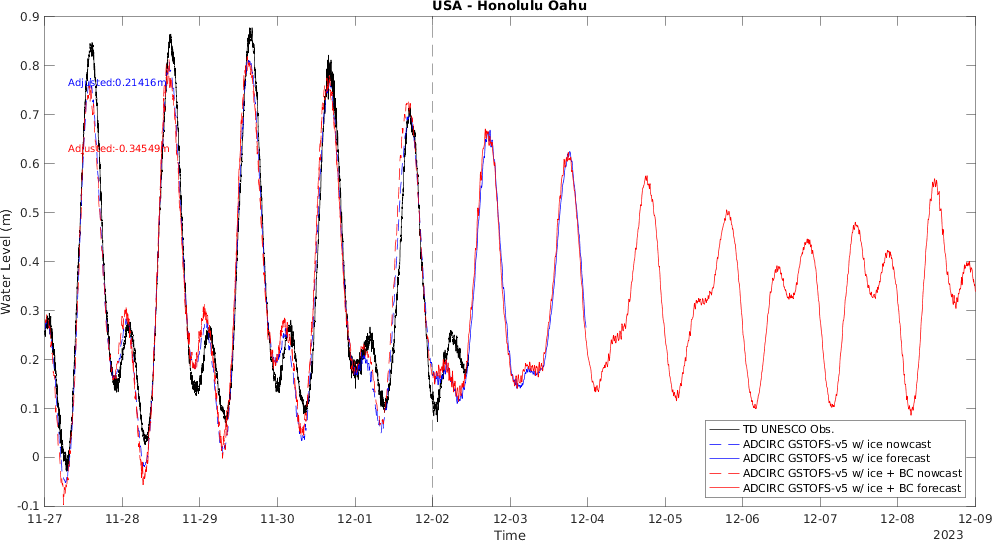 USA - Honolulu Oahu
0.9
0.8
0.7
0.6
0.5
0.4
0.3
0.2
0.1
0
-0.1
Water Level (m)
Adjusted:0.21416m
Adjusted:-0.34549m
TD UNESCO Obs.
ADCIRC GSTOFS-v5 w/ ice nowcast
ADCIRC GSTOFS-v5 w/ ice forecast
ADCIRC GSTOFS-v5 w/ ice + BC nowcast
ADCIRC GSTOFS-v5 w/ ice + BC forecast
11-27 11-28 11-29 11-30 12-01 12-02 12-03 12-04 12-05 12-06 12-07 12-08 12-09
Time
2023